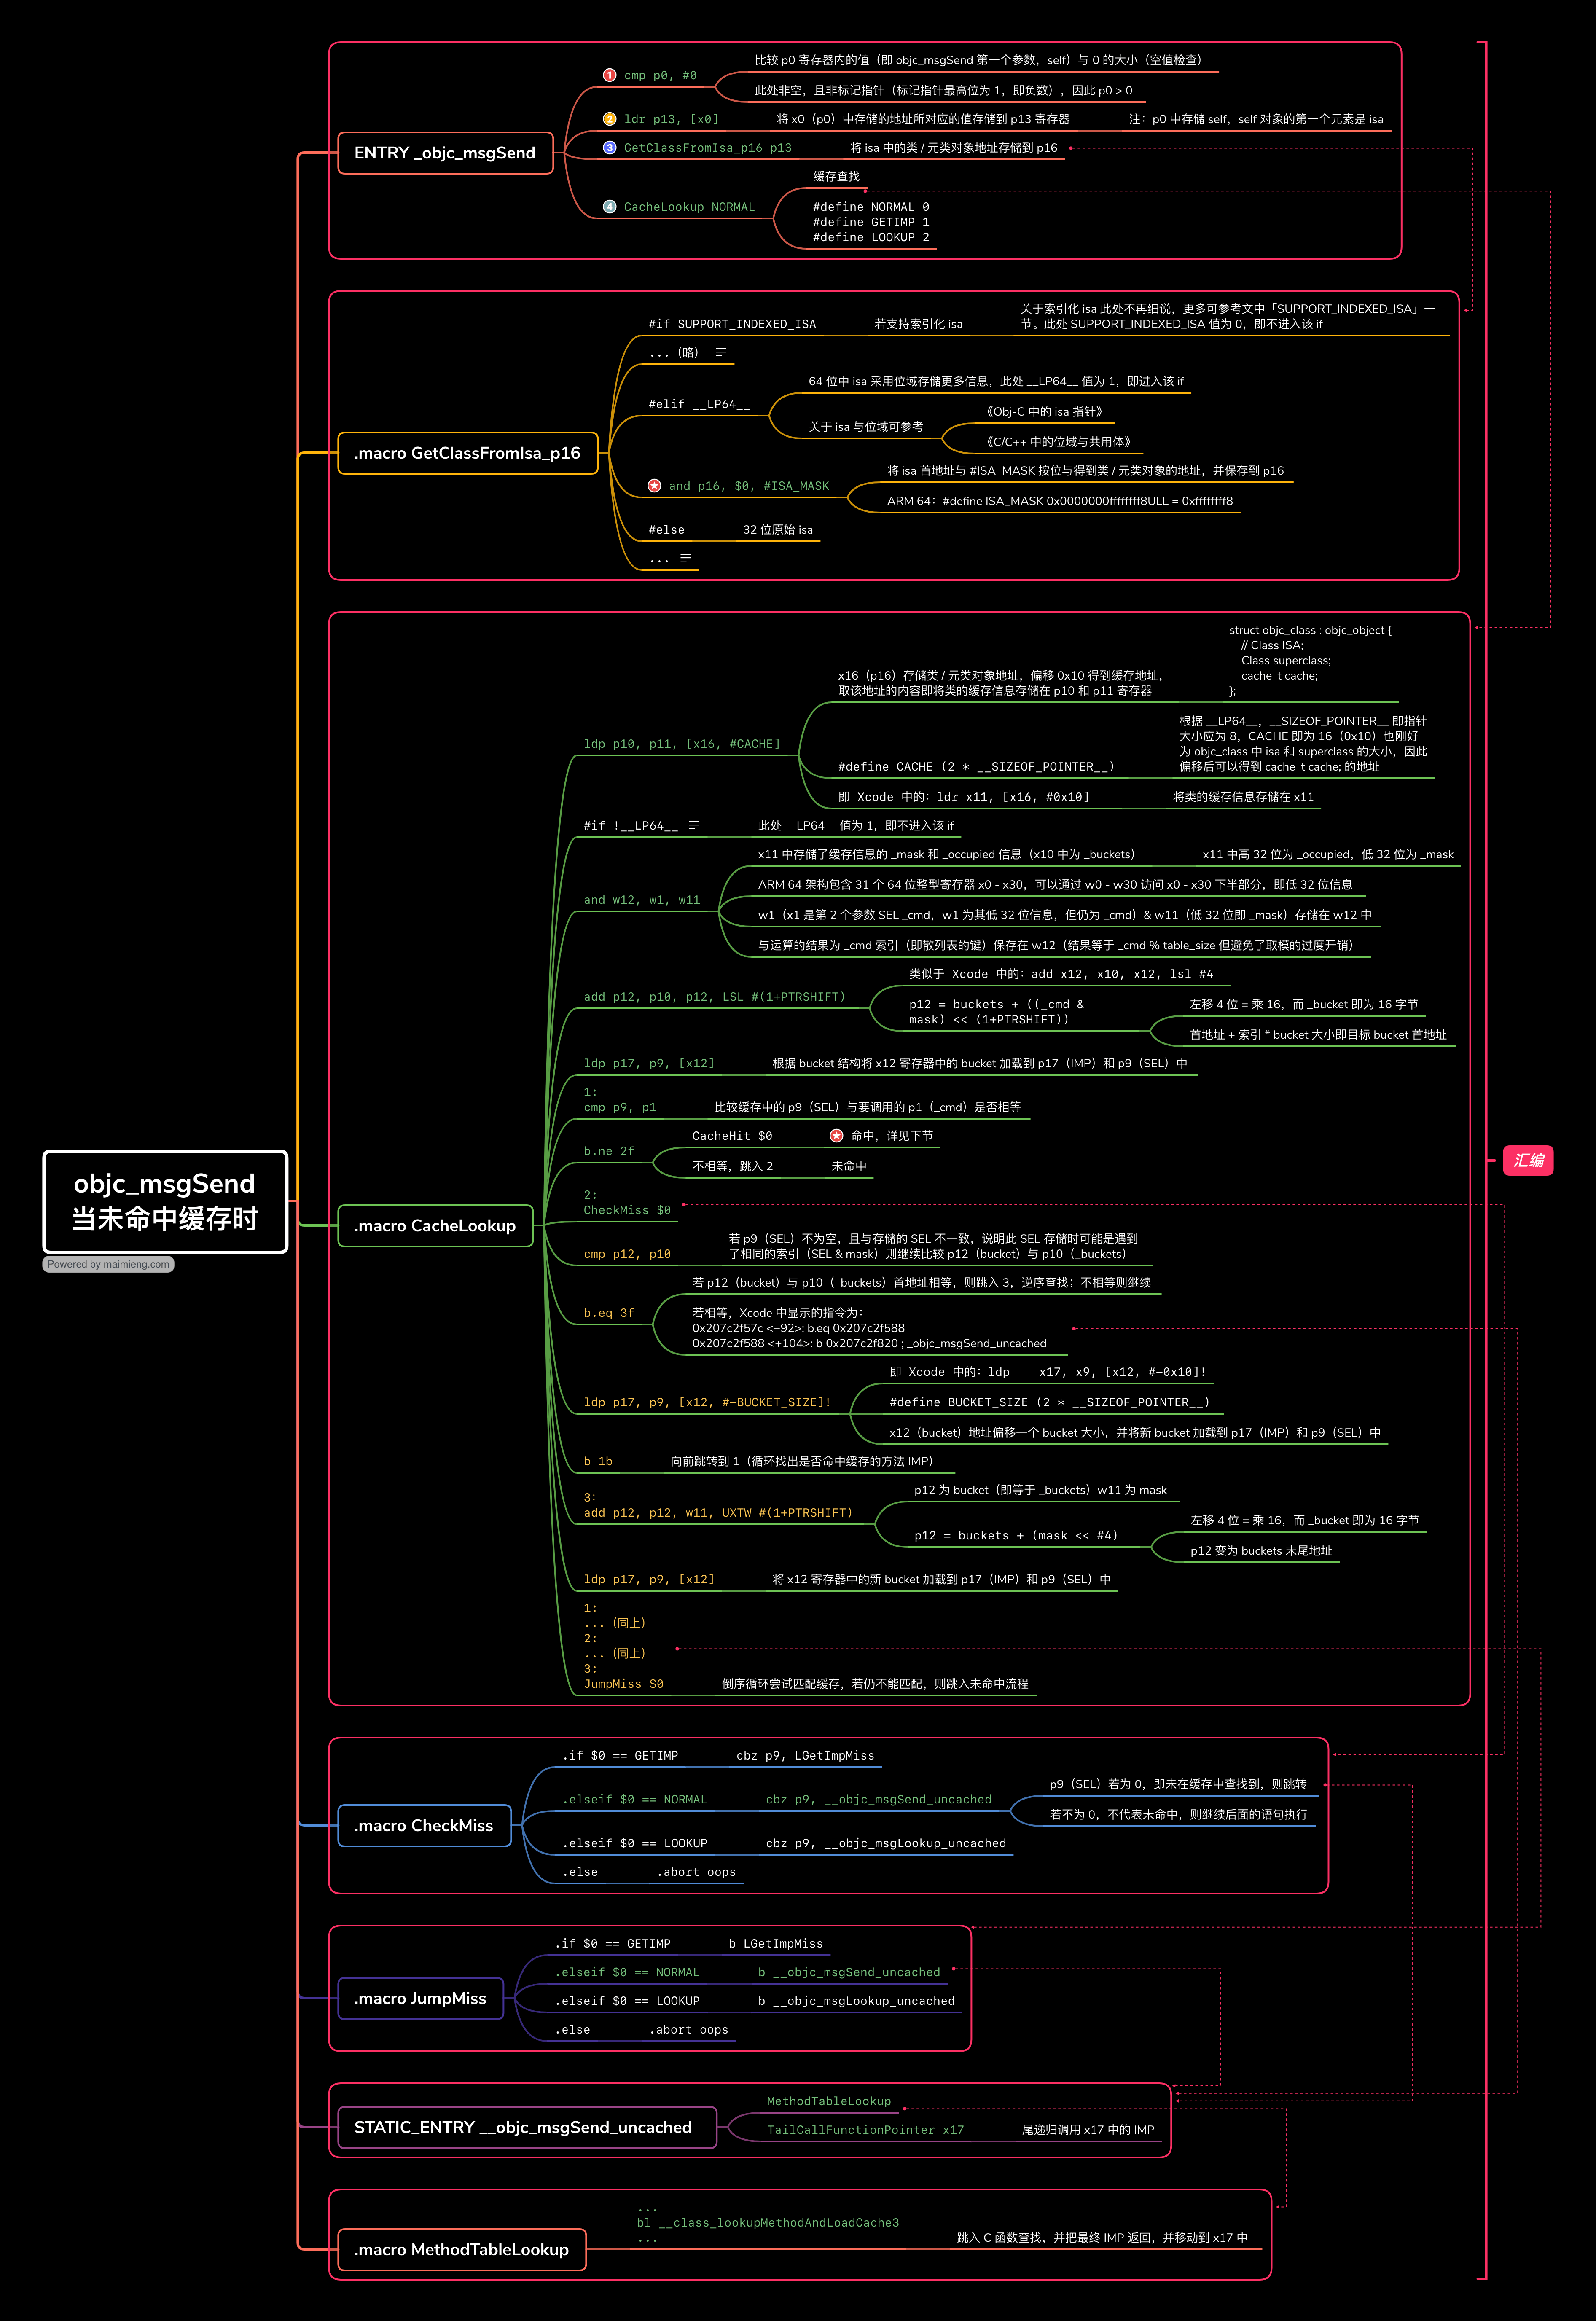 objc_msgSend
当未命中缓存时
Powered by maimieng.com
汇编
ENTRY _objc_msgSend
1 cmp p0, #0
比较 p0 寄存器内的值（即 objc_msgSend 第一个参数，self）与 0 的大小（空值检查）
此处非空，且非标记指针（标记指针最高位为 1，即负数），因此 p0 > 0
2 ldr p13, [x0]
将 x0（p0）中存储的地址所对应的值存储到 p13 寄存器
注：p0 中存储 self，self 对象的第一个元素是 isa
3 GetClassFromIsa_p16 p13
将 isa 中的类 / 元类对象地址存储到 p16
4 CacheLookup NORMAL
缓存查找
#define NORMAL 0
#define GETIMP 1
#define LOOKUP 2
.macro GetClassFromIsa_p16
#if SUPPORT_INDEXED_ISA
若支持索引化 isa
关于索引化 isa 此处不再细说，更多可参考文中「SUPPORT_INDEXED_ISA」一
节。此处 SUPPORT_INDEXED_ISA 值为 0，即不进入该 if
...（略）
#elif __LP64__
64 位中 isa 采用位域存储更多信息，此处 __LP64__ 值为 1，即进入该 if
关于 isa 与位域可参考
《Obj-C 中的 isa 指针》
《C/C++ 中的位域与共用体》
and p16, $0, #ISA_MASK
将 isa 首地址与 #ISA_MASK 按位与得到类 / 元类对象的地址，并保存到 p16
ARM 64：#define ISA_MASK 0x0000000ffffffff8ULL = 0xffffffff8
#else
32 位原始 isa
...
.macro CacheLookup
ldp p10, p11, [x16, #CACHE]
x16（p16）存储类 / 元类对象地址，偏移 0x10 得到缓存地址，
取该地址的内容即将类的缓存信息存储在 p10 和 p11 寄存器
struct objc_class : objc_object {
// Class ISA;
Class superclass;
cache_t cache;
};
#define CACHE (2 * __SIZEOF_POINTER__)
根据 __LP64__，__SIZEOF_POINTER__ 即指针
大小应为 8，CACHE 即为 16（0x10）也刚好
为 objc_class 中 isa 和 superclass 的大小，因此
偏移后可以得到 cache_t cache; 的地址
即 Xcode 中的：ldr x11, [x16, #0x10]
将类的缓存信息存储在 x11
#if !__LP64__
此处 __LP64__ 值为 1，即不进入该 if
and w12, w1, w11
x11 中存储了缓存信息的 _mask 和 _occupied 信息（x10 中为 _buckets）
x11 中高 32 位为 _occupied，低 32 位为 _mask
ARM 64 架构包含 31 个 64 位整型寄存器 x0 - x30，可以通过 w0 - w30 访问 x0 - x30 下半部分，即低 32 位信息
w1（x1 是第 2 个参数 SEL _cmd，w1 为其低 32 位信息，但仍为 _cmd）& w11（低 32 位即 _mask）存储在 w12 中
与运算的结果为 _cmd 索引（即散列表的键）保存在 w12（结果等于 _cmd % table_size 但避免了取模的过度开销）
add p12, p10, p12, LSL #(1+PTRSHIFT)
类似于 Xcode 中的：add x12, x10, x12, lsl #4
p12 = buckets + ((_cmd &
mask) << (1+PTRSHIFT))
左移 4 位 = 乘 16，而 _bucket 即为 16 字节
首地址 + 索引 * bucket 大小即目标 bucket 首地址
ldp p17, p9, [x12]
根据 bucket 结构将 x12 寄存器中的 bucket 加载到 p17（IMP）和 p9（SEL）中
1:
cmp p9, p1
比较缓存中的 p9（SEL）与要调用的 p1（_cmd）是否相等
b.ne 2f
CacheHit $0
命中，详见下节
不相等，跳入 2
未命中
2:
CheckMiss $0
cmp p12, p10
若 p9（SEL）不为空，且与存储的 SEL 不一致，说明此 SEL 存储时可能是遇到
了相同的索引（SEL & mask）则继续比较 p12（bucket）与 p10（_buckets）
b.eq 3f
若 p12（bucket）与 p10（_buckets）首地址相等，则跳入 3，逆序查找；不相等则继续
若相等，Xcode 中显示的指令为：
0x207c2f57c <+92>: b.eq 0x207c2f588
0x207c2f588 <+104>: b 0x207c2f820 ; _objc_msgSend_uncached
ldp p17, p9, [x12, #-BUCKET_SIZE]!
即 Xcode 中的：ldp    x17, x9, [x12, #-0x10]!
#define BUCKET_SIZE (2 * __SIZEOF_POINTER__)
x12（bucket）地址偏移一个 bucket 大小，并将新 bucket 加载到 p17（IMP）和 p9（SEL）中
b 1b
向前跳转到 1（循环找出是否命中缓存的方法 IMP）
3:
add p12, p12, w11, UXTW #(1+PTRSHIFT)
p12 为 bucket（即等于 _buckets）w11 为 mask
p12 = buckets + (mask << #4)
左移 4 位 = 乘 16，而 _bucket 即为 16 字节
p12 变为 buckets 末尾地址
ldp p17, p9, [x12]
将 x12 寄存器中的新 bucket 加载到 p17（IMP）和 p9（SEL）中
1:
...（同上）
2:
...（同上）
3:
JumpMiss $0
倒序循环尝试匹配缓存，若仍不能匹配，则跳入未命中流程
.macro CheckMiss
.if $0 == GETIMP
cbz p9, LGetImpMiss
.elseif $0 == NORMAL
cbz p9, __objc_msgSend_uncached
p9（SEL）若为 0，即未在缓存中查找到，则跳转
若不为 0，不代表未命中，则继续后面的语句执行
.elseif $0 == LOOKUP
cbz p9, __objc_msgLookup_uncached
.else
.abort oops
.macro JumpMiss
.if $0 == GETIMP
b LGetImpMiss
.elseif $0 == NORMAL
b __objc_msgSend_uncached
.elseif $0 == LOOKUP
b __objc_msgLookup_uncached
.else
.abort oops
STATIC_ENTRY __objc_msgSend_uncached
MethodTableLookup
TailCallFunctionPointer x17
尾递归调用 x17 中的 IMP
.macro MethodTableLookup
...
bl __class_lookupMethodAndLoadCache3
...
跳入 C 函数查找，并把最终 IMP 返回，并移动到 x17 中